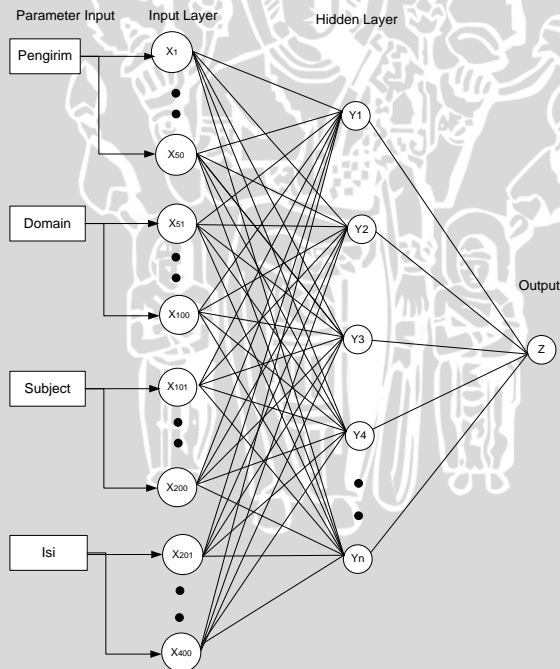 Parameter Input
Input Layer
Hidden Layer
Pengirim
X1
X50
Domain
X51
X100
Subject
X101
X200
Isi
X201
X400
Y1
Y2
Y3
Y4
Yn
Output
Z